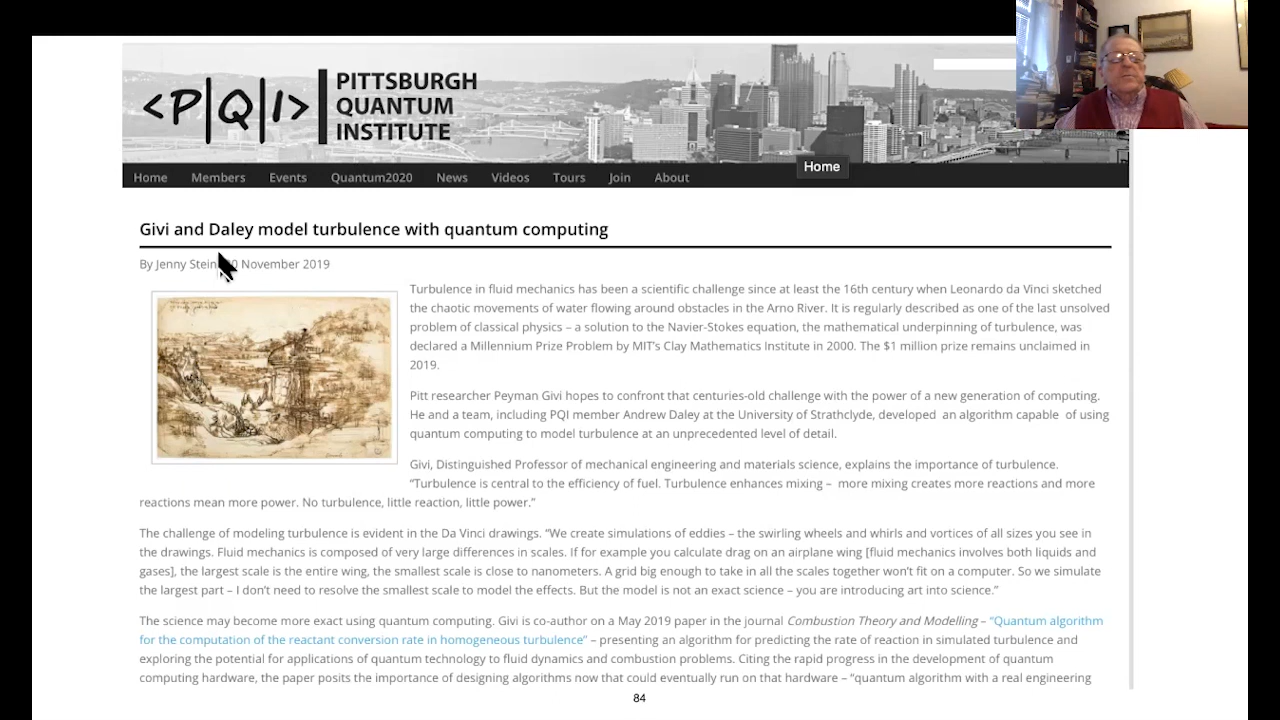 <P|Q|I>
PITTSBURGH
QUANTUM
INSTITUTE
Home
Home Members Events Quantum2020 News Videos Tours Join About
Givi and Daley model turbulence with quantum computing
By Jenny Stein 0 November 2019
Turbulence in fluid mechanics has been a scientific challenge since at least the 16th century when Leonardo da Vinci sketched
the chaotic movements of water flowing around obstacles in the Arno River. It is regularly described as one of the last unsolved
problem of classical physics – a solution to the Navier-Stokes equation, the mathematical underpinning of turbulence, was
declared a Millennium Prize Problem by MIT's Clay Mathematics Institute in 2000. The $1 million prize remains unclaimed in
2019.
Pitt researcher Peyman Givi hopes to confront that centuries-old challenge with the power of a new generation of computing.
He and a team, including PQI member Andrew Daley at the University of Strathclyde, developed an algorithm capable of using
quantum computing to model turbulence at an unprecedented level of detail.
Givi, Distinguished Professor of mechanical engineering and materials science, explains the importance of turbulence.
“Turbulence is central to the efficiency of fuel. Turbulence enhances mixing – more mixing creates more reactions and more
reactions mean more power. No turbulence, little reaction, little power.”
The challenge of modeling turbulence is evident in the Da Vinci drawings. “We create simulations of eddies – the swirling wheels and whirls and vortices of all sizes you see in
the drawings. Fluid mechanics is composed of very large differences in scales. If for example you calculate drag on an airplane wing [fluid mechanics involves both liquids and
gases], the largest scale is the entire wing, the smallest scale is close to nanometers. A grid big enough to take in all the scales together won't fit on a computer. So we simulate
the largest part – I don't need to resolve the smallest scale to model the effects. But the model is not an exact science – you are introducing art into science.”
The science may become more exact using quantum computing. Givi is co-author on a May 2019 paper in the journal Combustion Theory and Modelling – “Quantum algorithm
for the computation of the reactant conversion rate in homogeneous turbulence” – presenting an algorithm for predicting the rate of reaction in simulated turbulence and
exploring the potential for applications of quantum technology to fluid dynamics and combustion problems. Citing the rapid progress in the development of quantum
computing hardware, the paper posits the importance of designing algorithms now that could eventually run on that hardware – “quantum algorithm with a real engineering
84